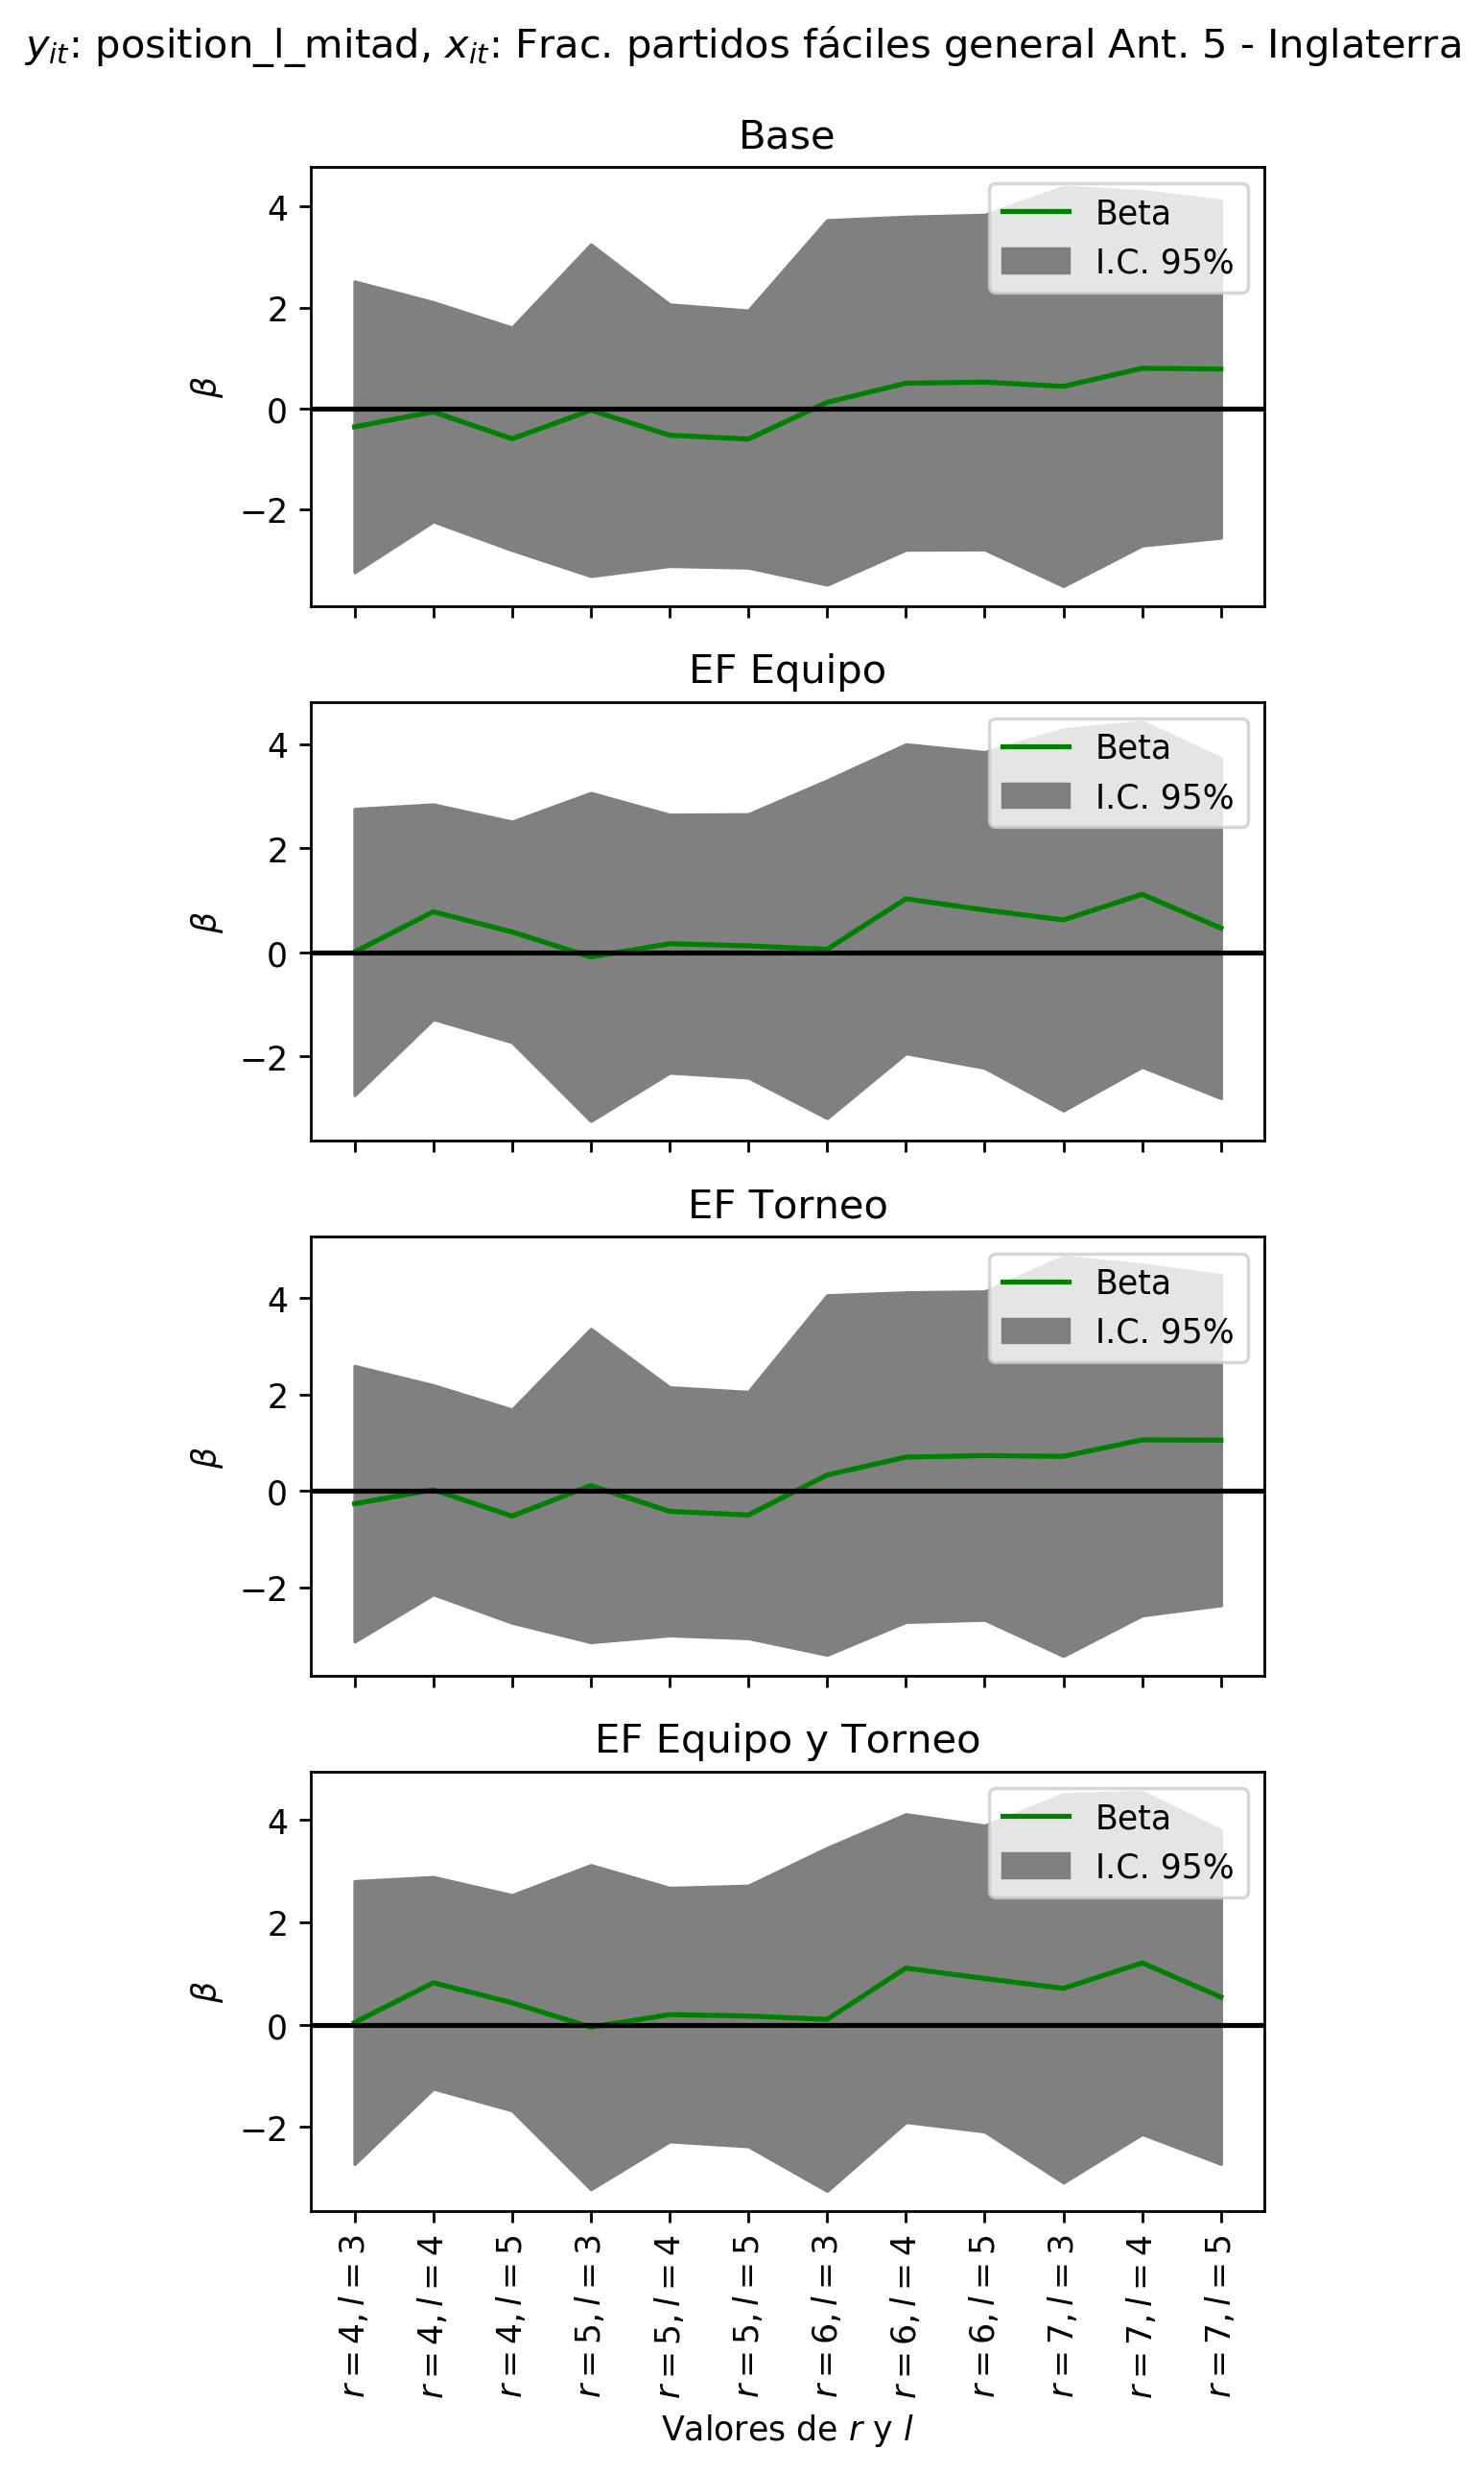 y_it: position_l_mitad, x_it: Frac. partidos fáciles general Ant. 5 - Inglaterra
Base
Beta
I.C. 95%
β
4
2
0
−2
EF Equipo
Beta
I.C. 95%
β
4
2
0
−2
EF Torneo
Beta
I.C. 95%
β
4
2
0
−2
EF Equipo y Torneo
Beta
I.C. 95%
β
4
2
0
−2
r = 4, l = 3
r = 4, l = 4
r = 4, l = 5
r = 5, l = 3
r = 5, l = 4
r = 5, l = 5
r = 6, l = 3
r = 6, l = 4
r = 6, l = 5
r = 7, l = 3
r = 7, l = 4
r = 7, l = 5
Valores de r y l